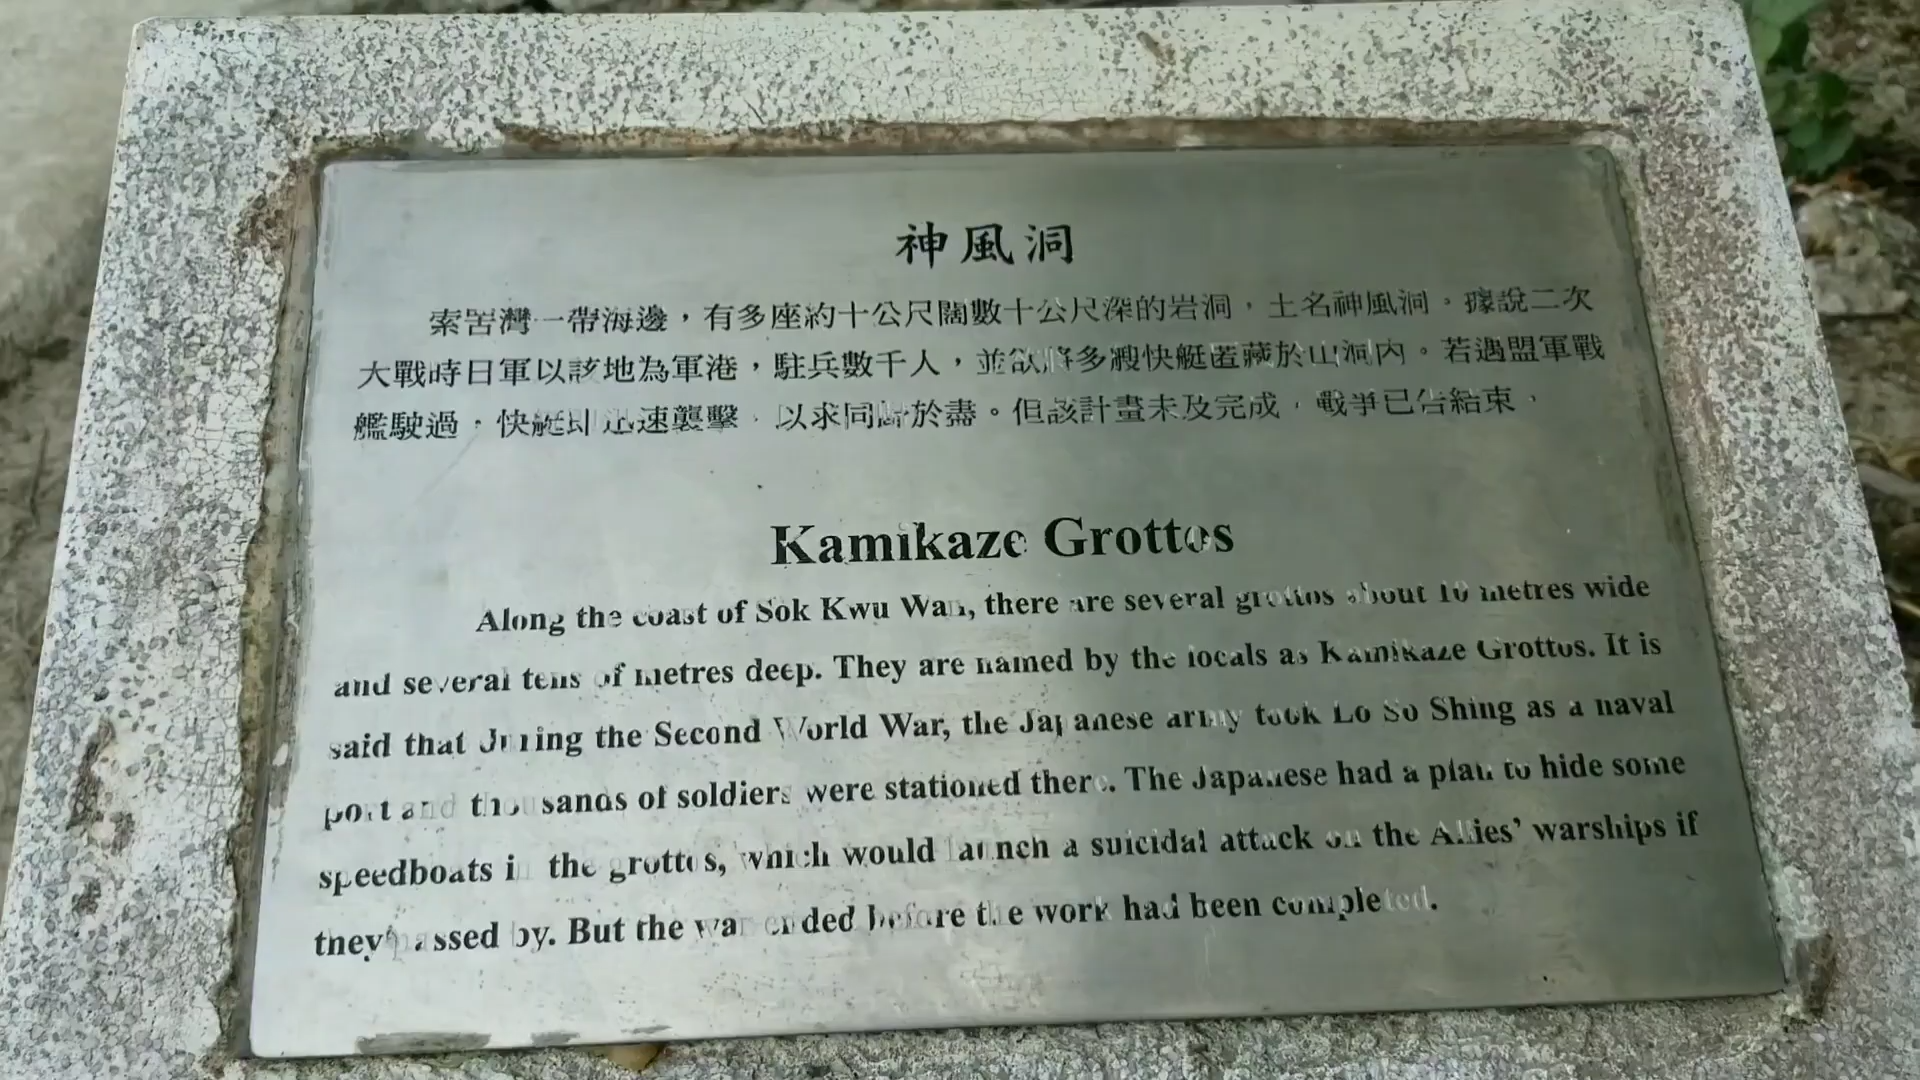 神風洞
索罟灣一帶海邊，有多座約十公尺闊數十公尺深的岩洞，土名神風洞。據說二次
大戰時日軍以該地為軍港，駐兵數千人，並欲將多艘快艇匿藏於山洞內。若遇盟軍戰
艦駛過，快艇即迅速襲擊，以求同歸於盡。但該計畫未及完成，戰爭已告結束。
Kamikaze Grottos
Along the coast of Sok Kwu Wan, there are several grottos about 10 metres wide
and several tens of metres deep. They are named by the locals as Kamikaze Grottos. It is
said that During the Second World War, the Japanese army took Lo So Shing as a naval
port and thousands of soldiers were stationed there. The Japanese had a plan to hide some
speedboats in the grottos, which would launch a suicidal attack on the Allies' warships if
they passed by. But the war ended before the work had been completed.